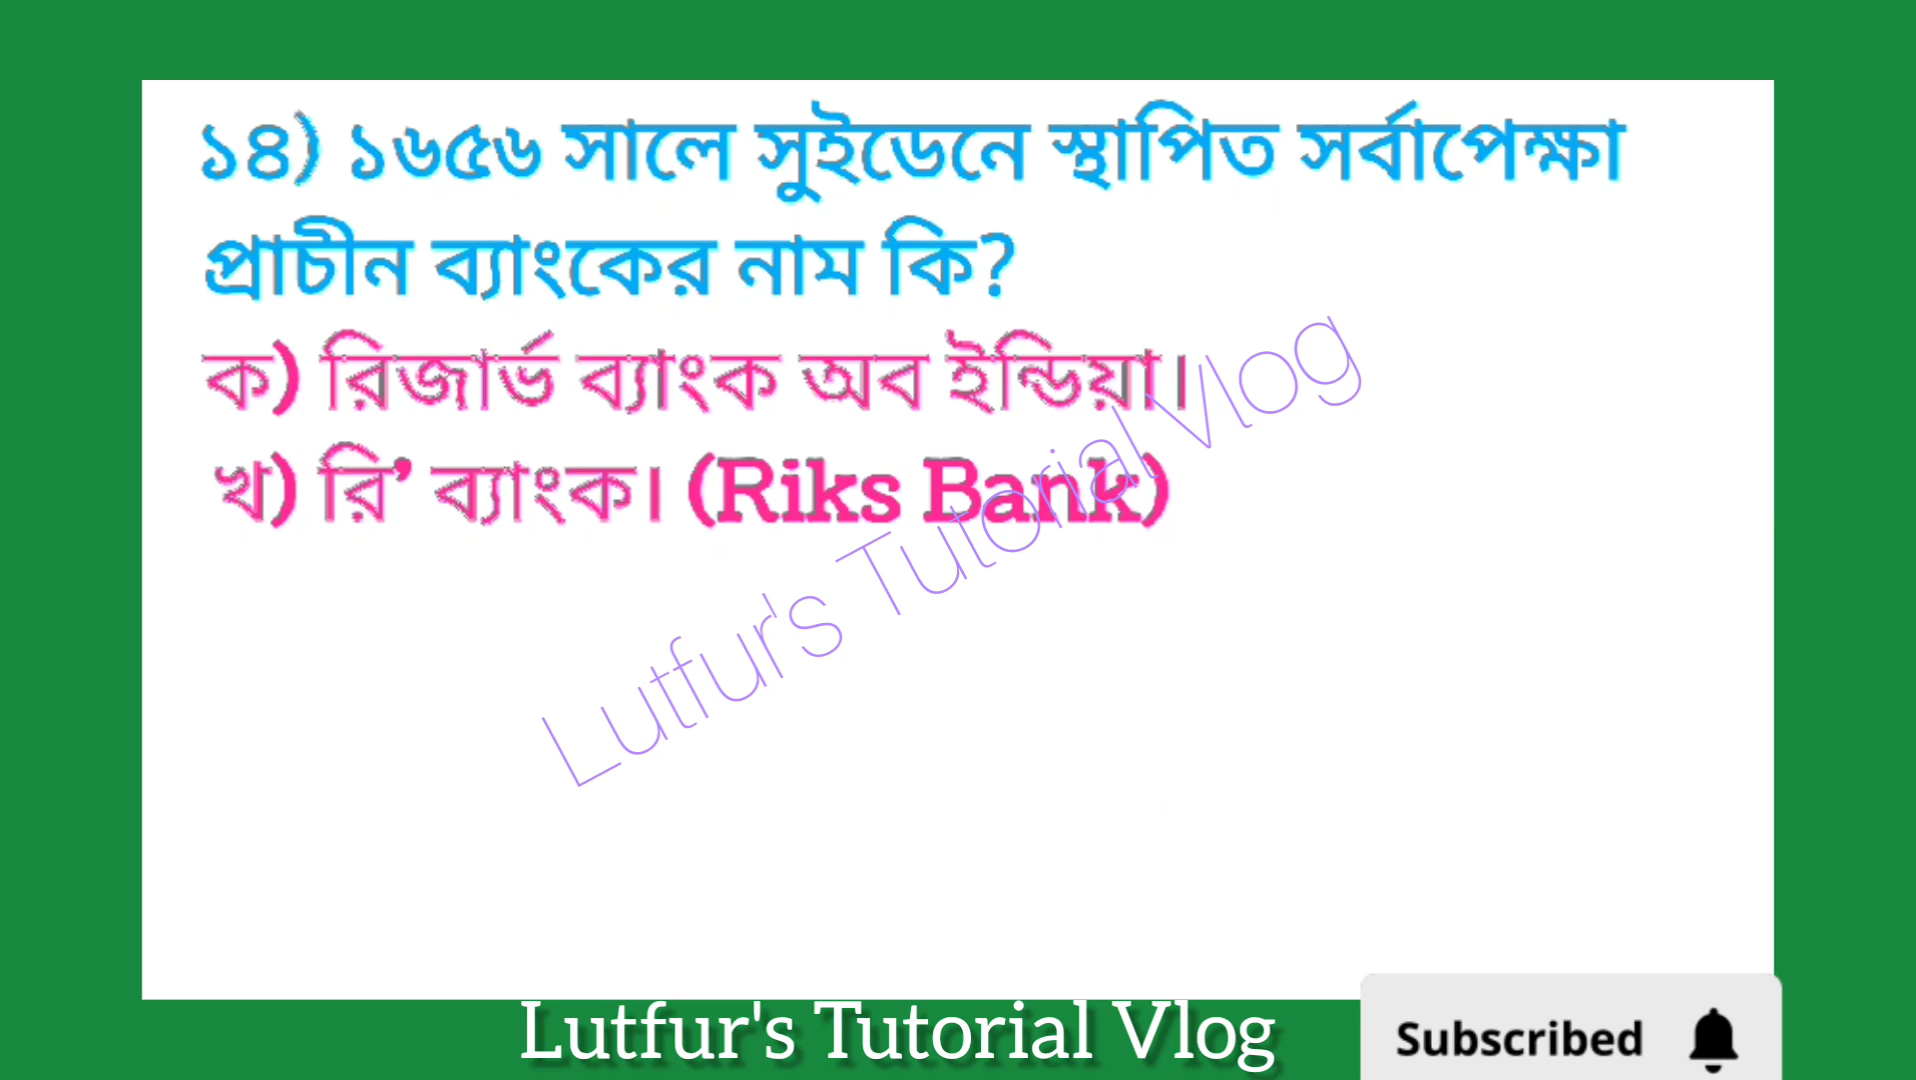 ১৪) ১৬৫৬ সালে সুইডেনে স্থাপিত সর্বাপেক্ষা
প্রাচীন ব্যাংকের নাম কি?
ক) রিজার্ভ ব্যাংক অব ইন্ডিয়া।
খ) রি’ ব্যাংক। (Riks Bank)
Lutfur's Tutorial Vlog
Lutfur's Tutorial Vlog
Subscribed